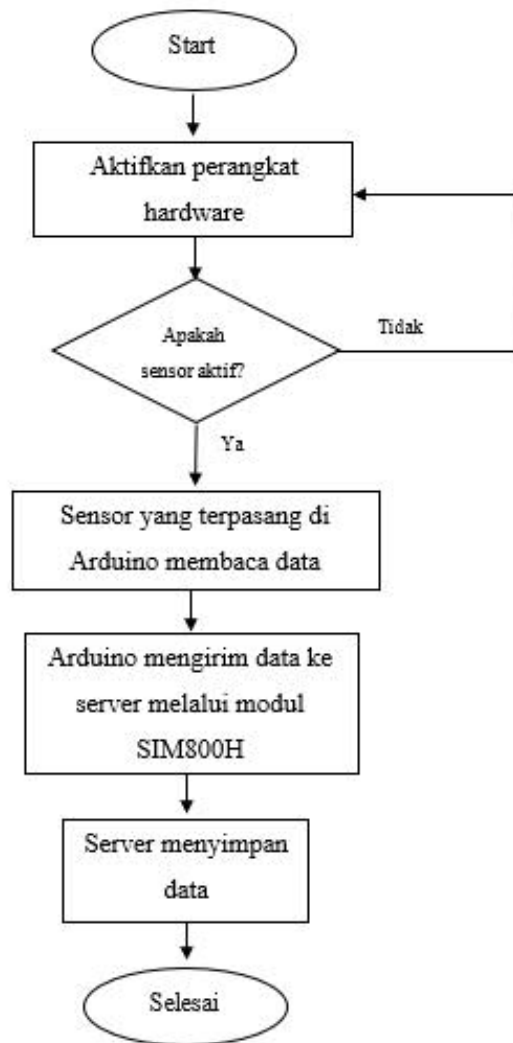 Start
Aktifkan perangkat
hardware
Apakah
sensor aktif?
Tidak
Ya
Sensor yang terpasang di
Arduino membaca data
Arduino mengirim data ke
server melalui modul
SIM800H
Server menyimpan
data
Selesai